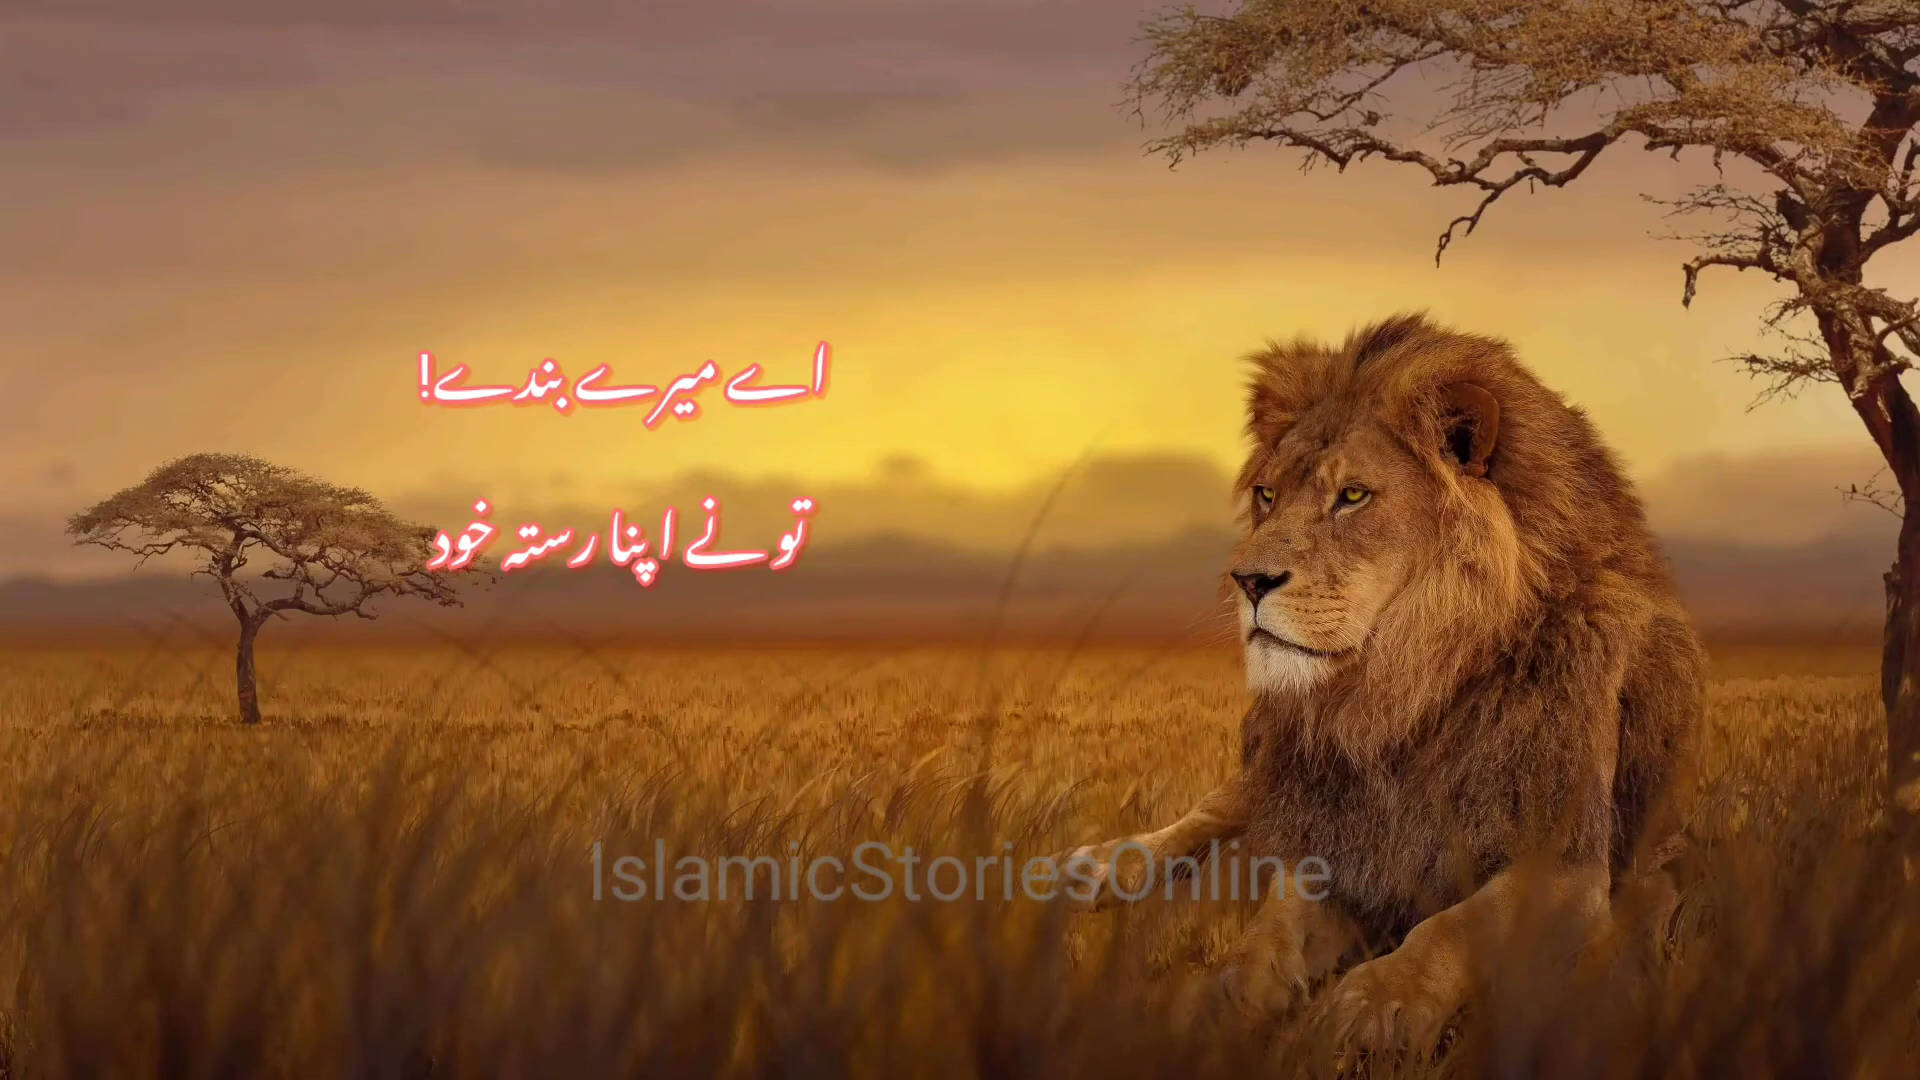 اے میرے بندے!
تو نے اپنا رستہ خود
IslamicStoriesOnline